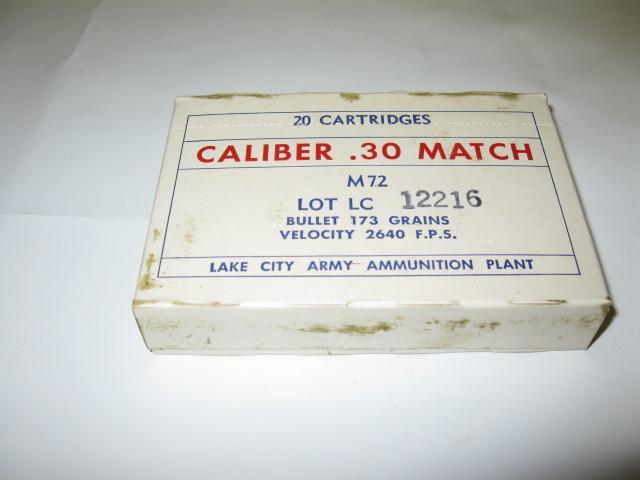 20 CARTRIDGES
CALIBER .30 MATCH
M72
LOT LC 12216
BULLET 173 GRAINS
VELOCITY 2640 F.P.S.
LAKE CITY ARMY AMMUNITION PLANT